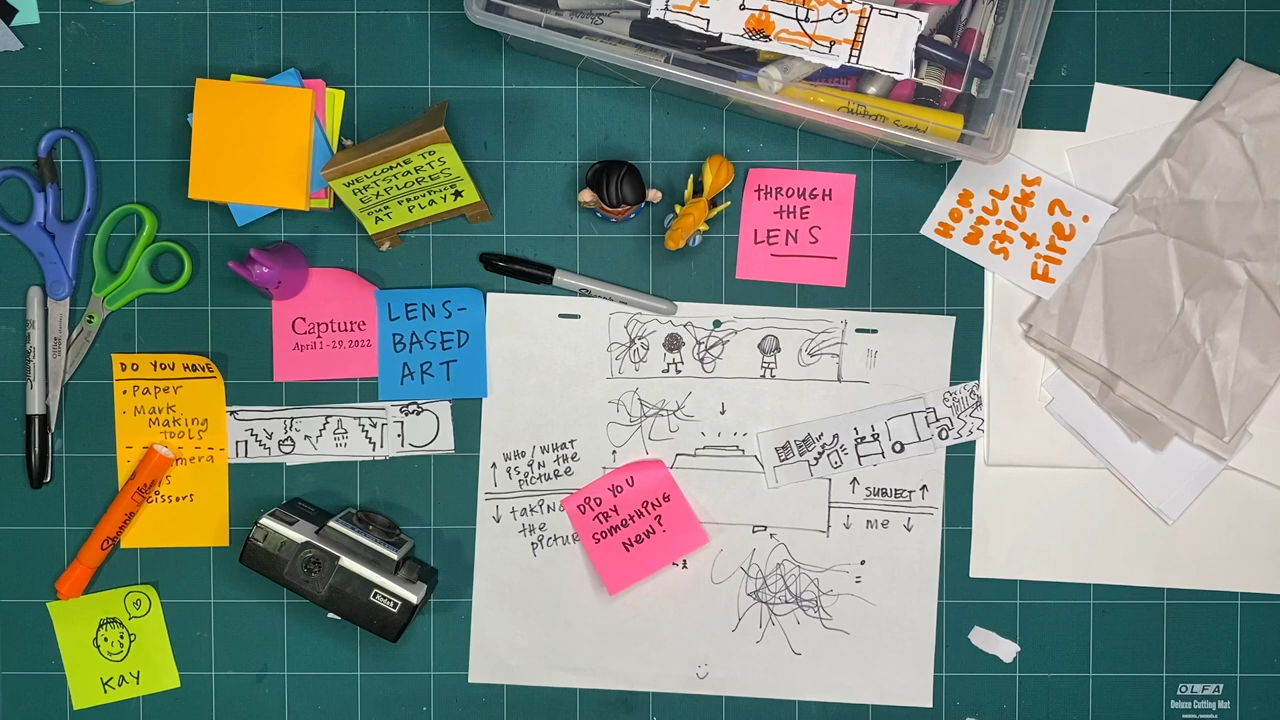 WELCOME TO
ARTSTARTS
EXPLORES
OUR PROVINCE
AT PLAY★
THROUGH
THE
LENS
HOW
WILL
STICKS
+
FIRE?
Capture
April 1-29, 2022
LENS-
BASED
ART
Sharpie
DO YOU HAVE
• PAPER
• MARK
MAKING
TOOLS
Scissors
Sharpie
Kodak
KAY
↑ WHO/WHAT
IS IN THE
PICTURE
↓ TAKING
THE
PICTURE
DID YOU
TRY
SOMETHING
NEW?
↑ SUBJECT ↑
↓ ME ↓
OLFA
Deluxe Cutting Mat